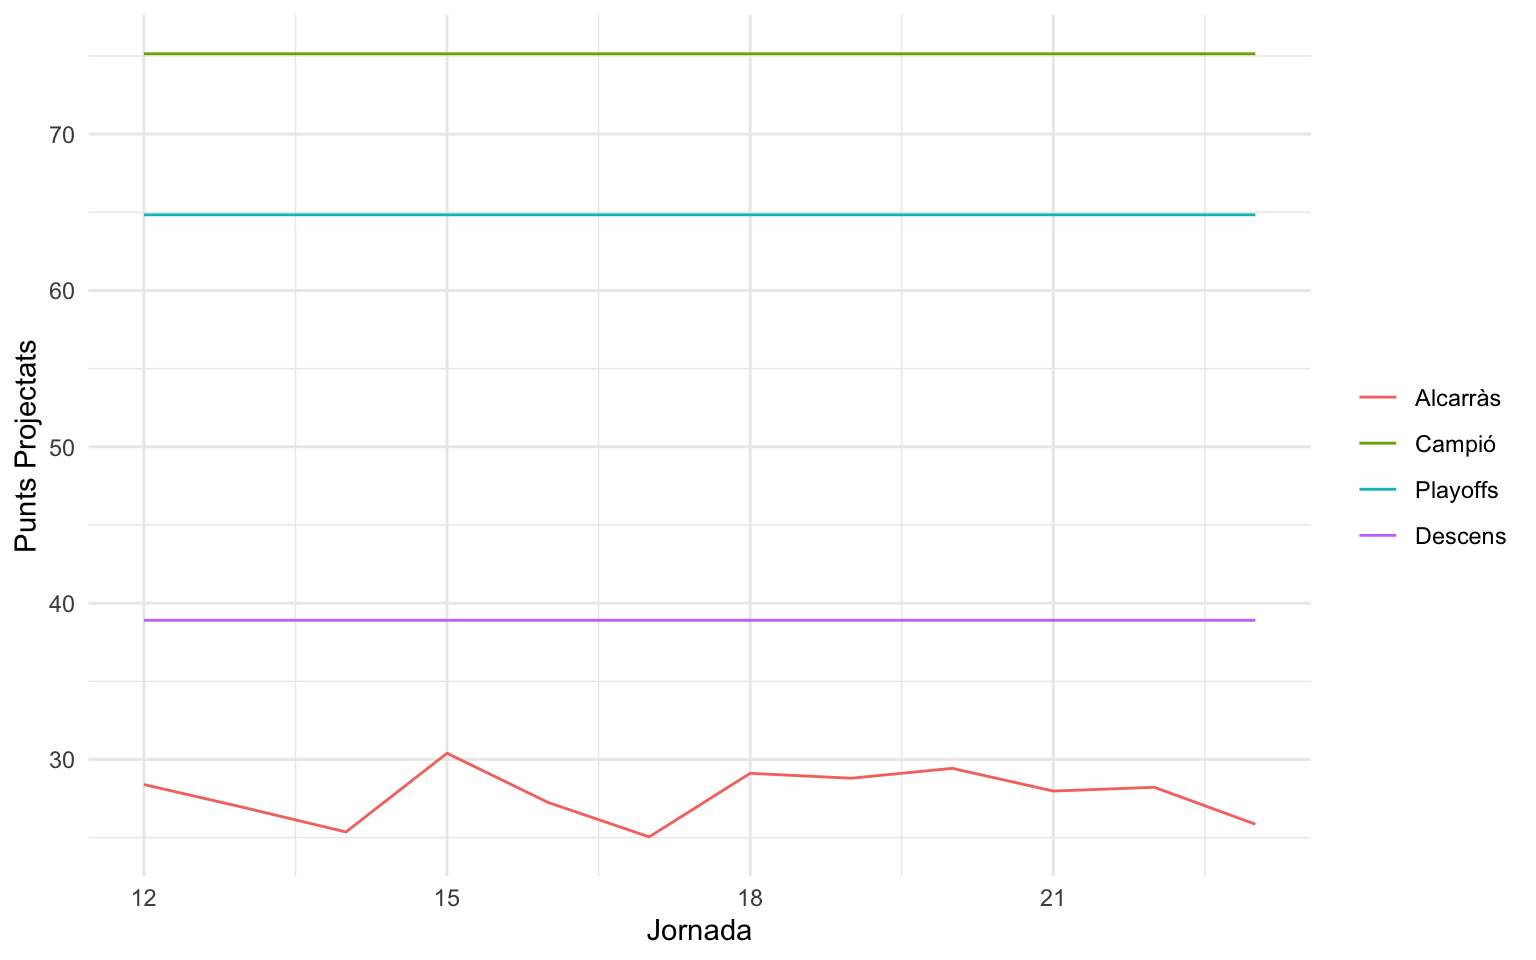 70
60
50
40
30
Punts Projectats
12 15 18 21
Jornada
Alcarràs
Campió
Playoffs
Descens